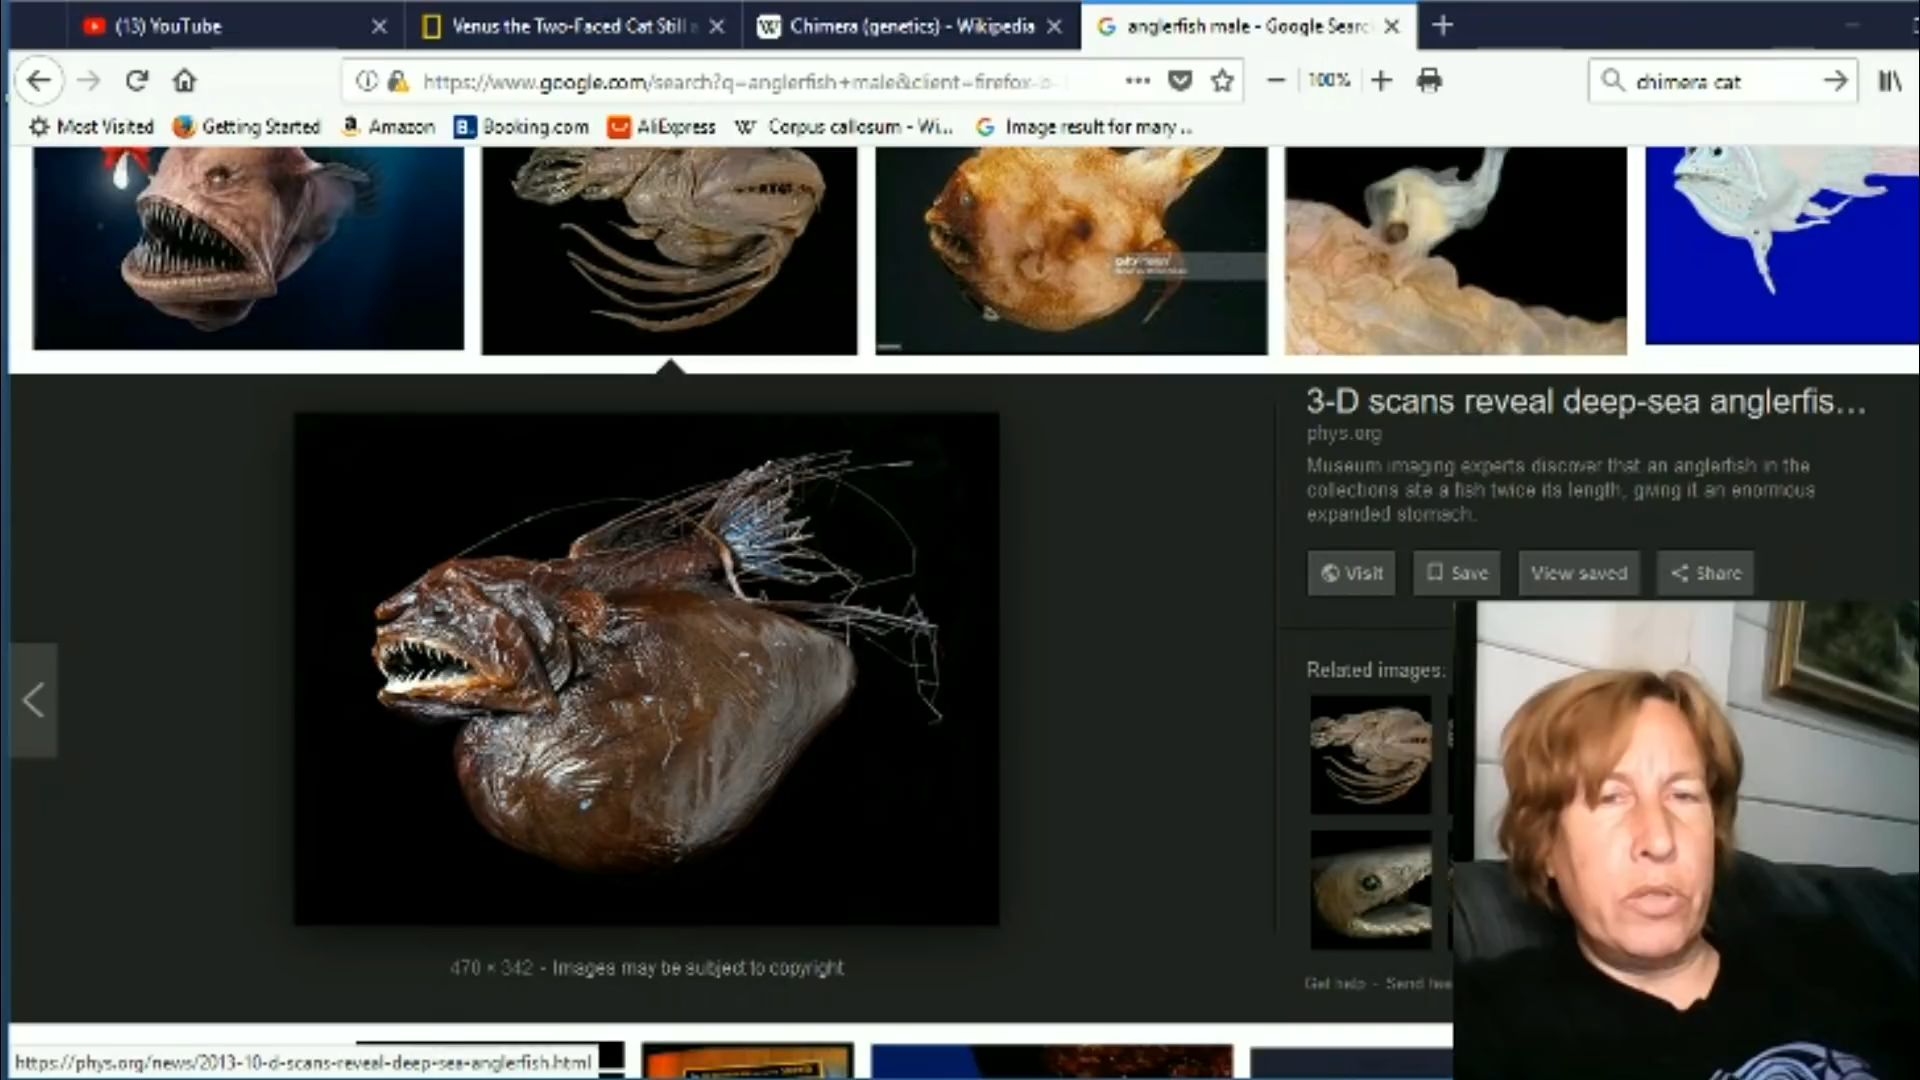 (13) YouTube
Venus the Two-Faced Cat Still a
Chimera (genetics) - Wikipedia
anglerfish male - Google Searc
https://www.google.com/search?q=anglerfish+male&client=firefox-b-1
100%
chimera cat
Most Visited
Getting Started
Amazon
Booking.com
AliExpress
Corpus callosum - Wi...
Image result for mary ...
3-D scans reveal deep-sea anglerfis...
phys.org
Museum imaging experts discover that an anglerfish in the
collections ate a fish twice its length, giving it an enormous
expanded stomach.
Visit
Save
View saved
Share
Related images:
470 × 342 - Images may be subject to copyright
Get help - Send fee
https://phys.org/news/2013-10-d-scans-reveal-deep-sea-anglerfish.html